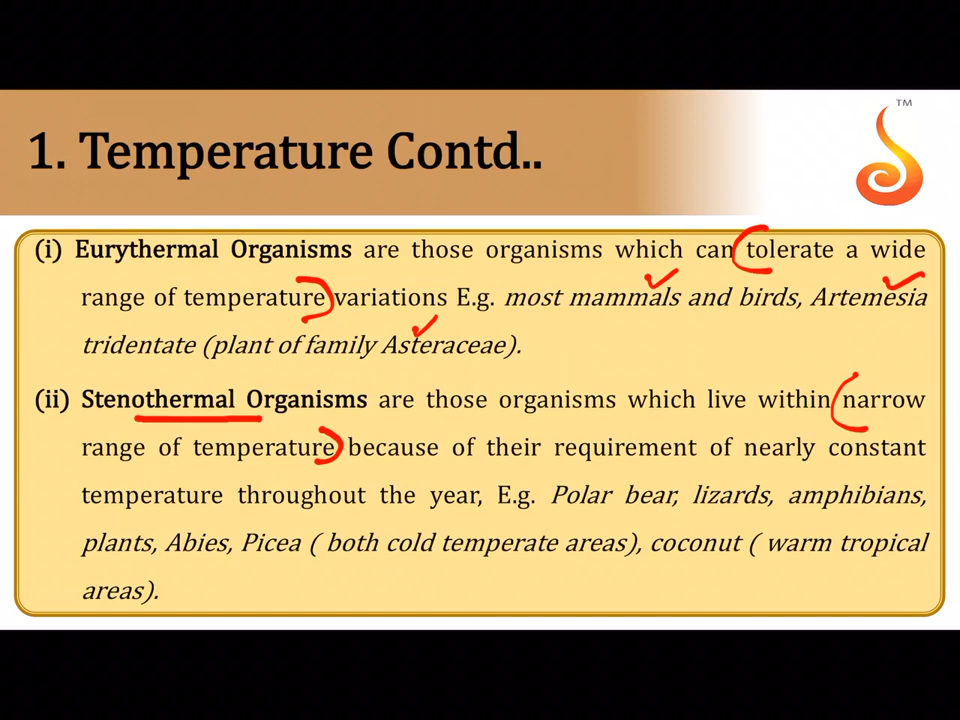 1. Temperature Contd..
TM
(i) Eurythermal Organisms are those organisms which can tolerate a wide
range of temperature variations E.g. most mammals and birds, Artemesia
tridentate (plant of family Asteraceae).
(ii) Stenothermal Organisms are those organisms which live within narrow
range of temperature because of their requirement of nearly constant
temperature throughout the year, E.g. Polar bear, lizards, amphibians,
plants, Abies, Picea ( both cold temperate areas), coconut ( warm tropical
areas).